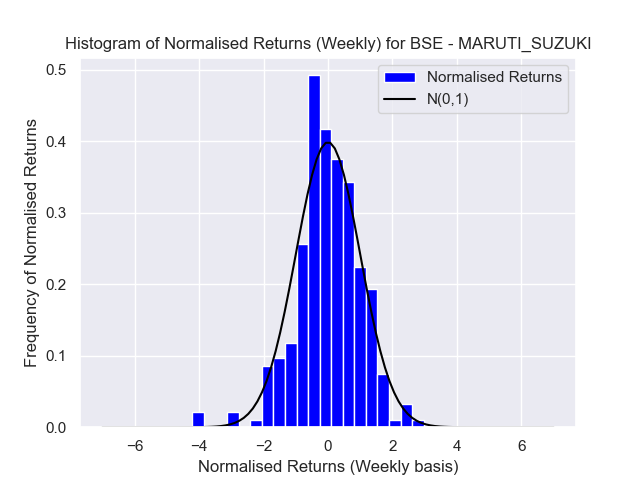 Histogram of Normalised Returns (Weekly) for BSE - MARUTI_SUZUKI
Normalised Returns
N(0,1)
Frequency of Normalised Returns
0.5
0.4
0.3
0.2
0.1
0.0
−6 −4 −2 0 2 4 6
Normalised Returns (Weekly basis)